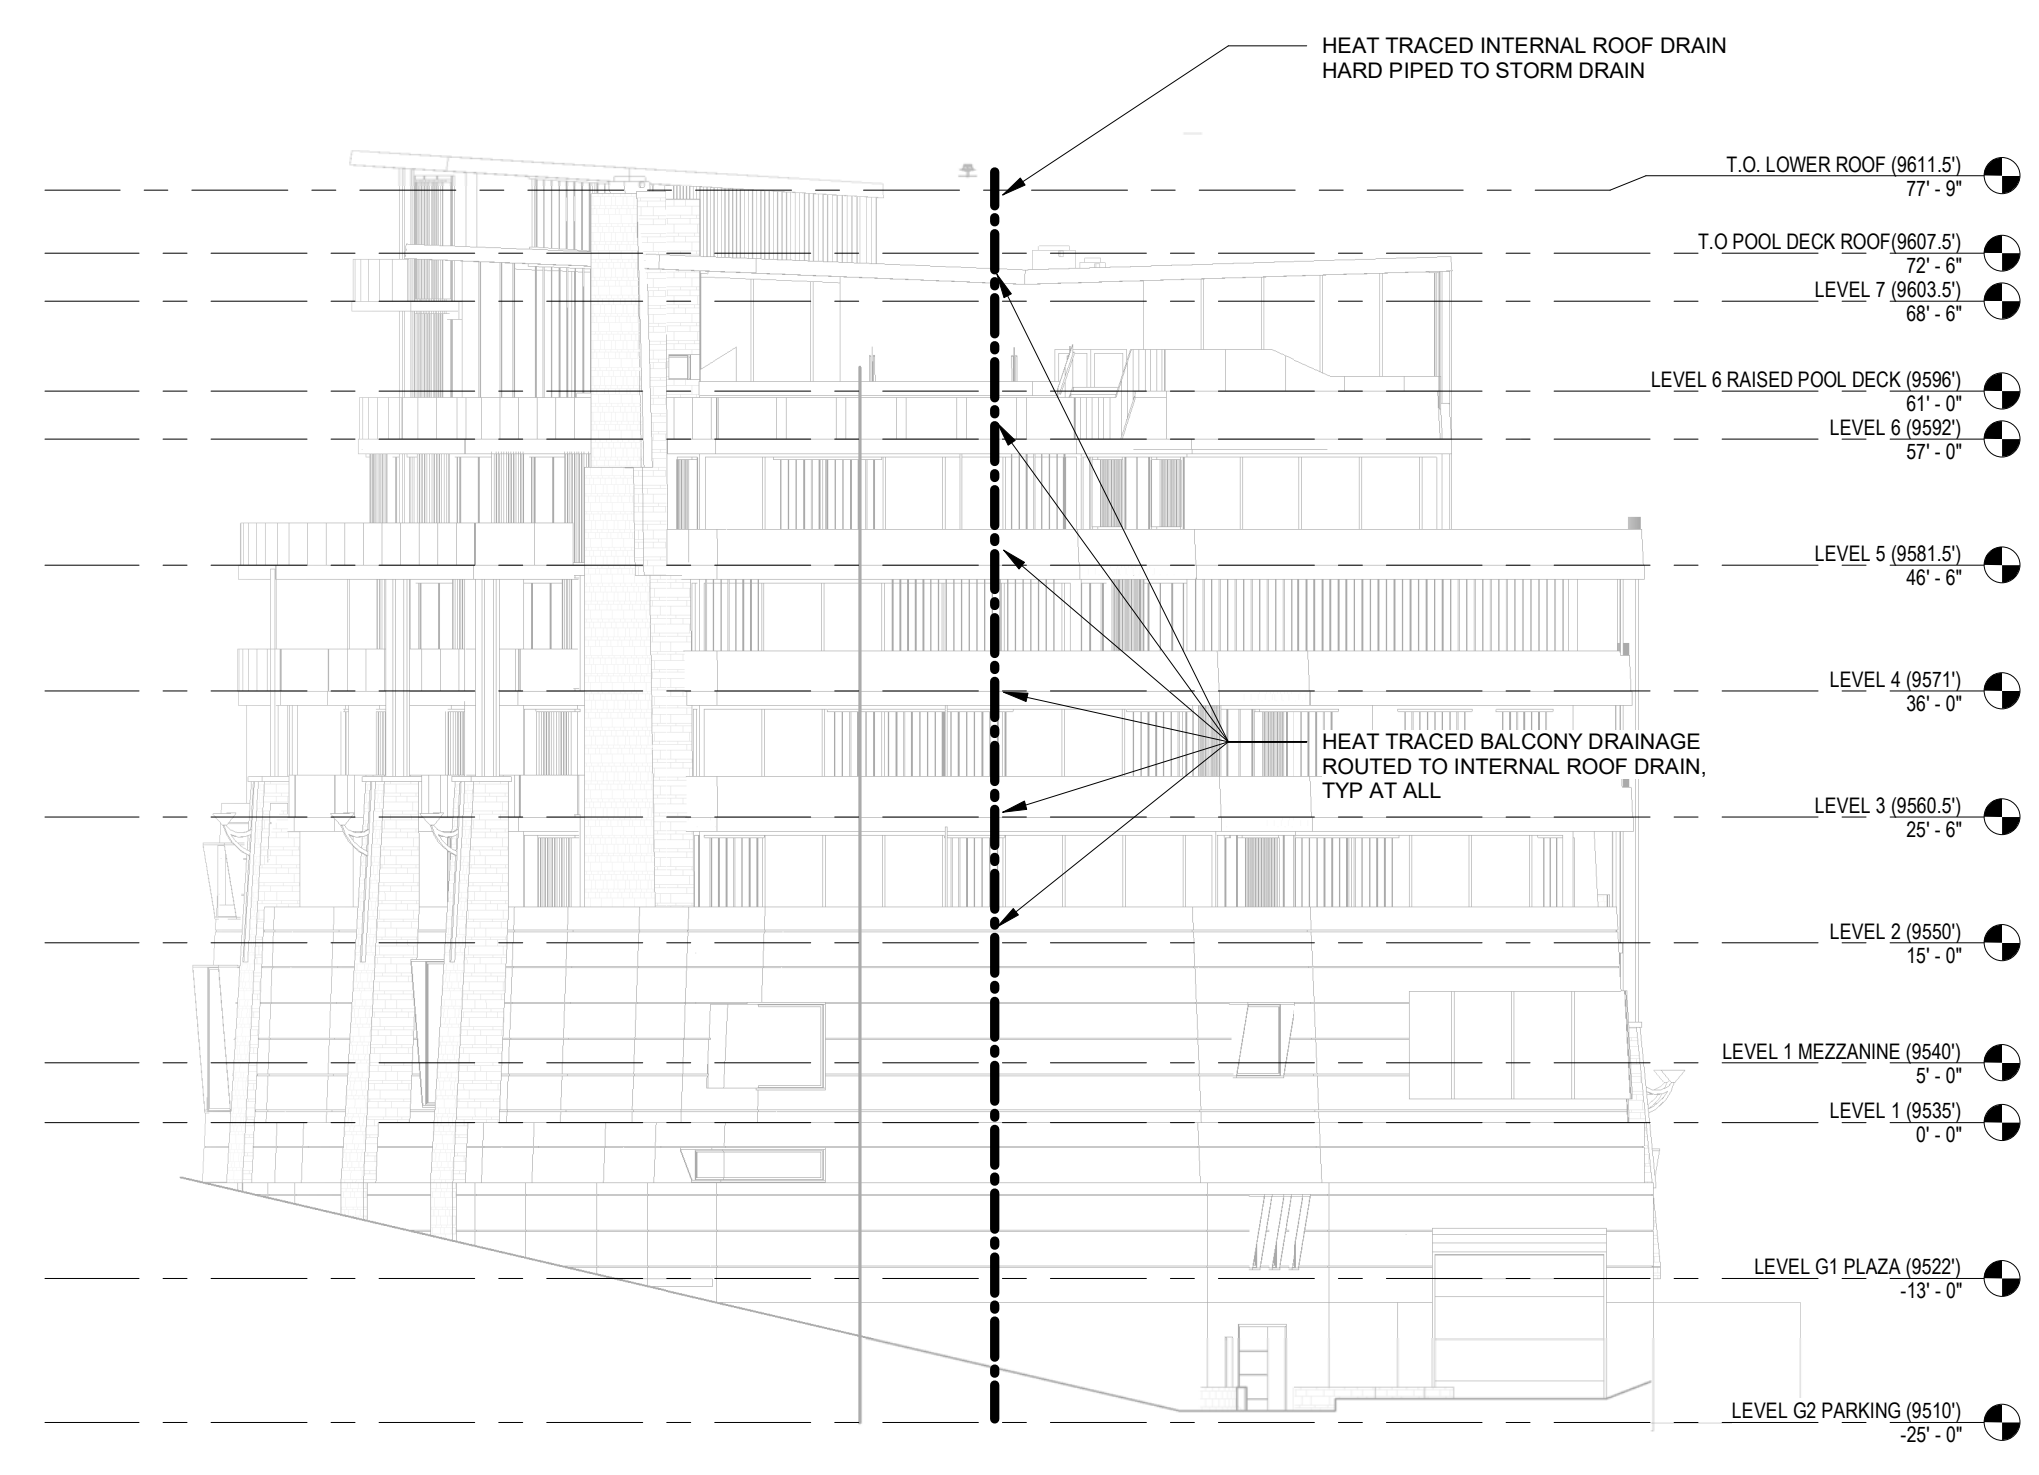 HEAT TRACED INTERNAL ROOF DRAIN
HARD PIPED TO STORM DRAIN
T.O. LOWER ROOF (9611.5')
77' - 9"
T.O POOL DECK ROOF(9607.5')
72' - 6"
LEVEL 7 (9603.5')
68' - 6"
LEVEL 6 RAISED POOL DECK (9596')
61' - 0"
LEVEL 6 (9592')
57' - 0"
LEVEL 5 (9581.5')
46' - 6"
LEVEL 4 (9571')
36' - 0"
HEAT TRACED BALCONY DRAINAGE
ROUTED TO INTERNAL ROOF DRAIN,
TYP AT ALL
LEVEL 3 (9560.5')
25' - 6"
LEVEL 2 (9550')
15' - 0"
LEVEL 1 MEZZANINE (9540')
5' - 0"
LEVEL 1 (9535')
0' - 0"
LEVEL G1 PLAZA (9522')
-13' - 0"
LEVEL G2 PARKING (9510')
-25' - 0"